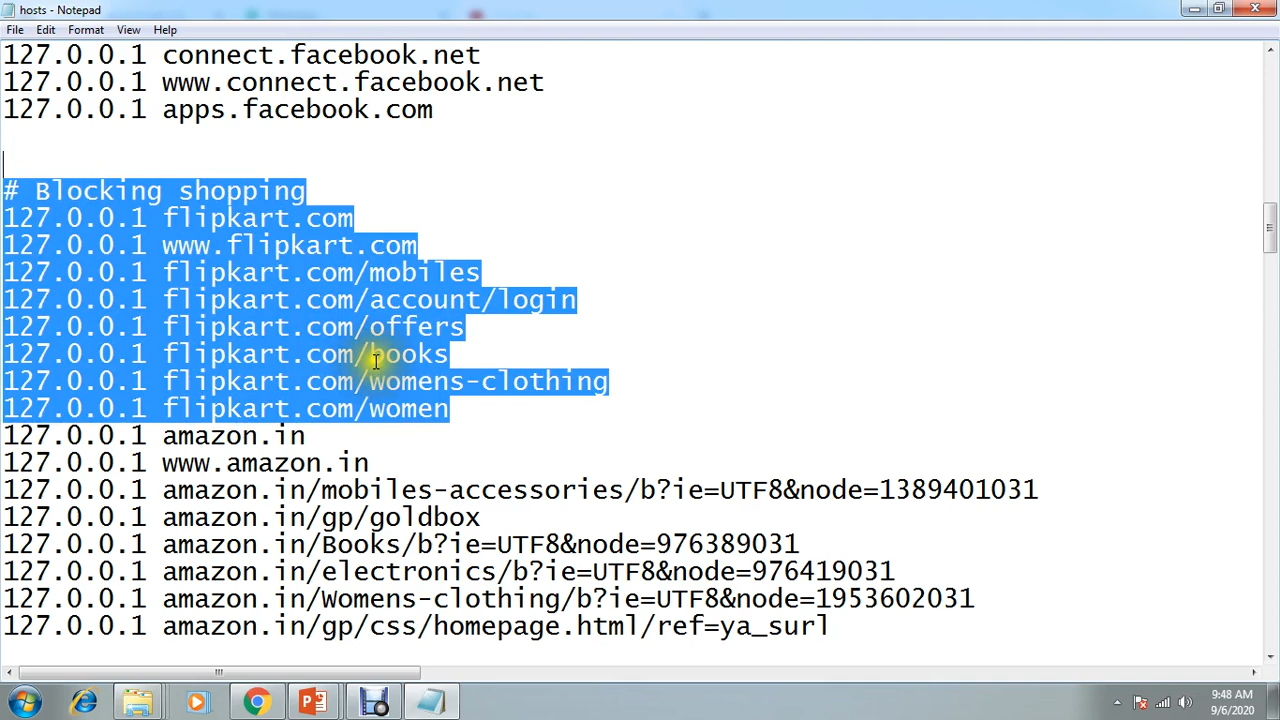 hosts - Notepad
File Edit Format View Help
127.0.0.1 connect.facebook.net
127.0.0.1 www.connect.facebook.net
127.0.0.1 apps.facebook.com
# Blocking shopping
127.0.0.1 flipkart.com
127.0.0.1 www.flipkart.com
127.0.0.1 flipkart.com/mobiles
127.0.0.1 flipkart.com/account/login
127.0.0.1 flipkart.com/offers
127.0.0.1 flipkart.com/books
127.0.0.1 flipkart.com/womens-clothing
127.0.0.1 flipkart.com/women
127.0.0.1 amazon.in
127.0.0.1 www.amazon.in
127.0.0.1 amazon.in/mobiles-accessories/b?ie=UTF8&node=1389401031
127.0.0.1 amazon.in/gp/goldbox
127.0.0.1 amazon.in/Books/b?ie=UTF8&node=976389031
127.0.0.1 amazon.in/electronics/b?ie=UTF8&node=976419031
127.0.0.1 amazon.in/Womens-clothing/b?ie=UTF8&node=1953602031
127.0.0.1 amazon.in/gp/css/homepage.html/ref=ya_surl
9:48 AM
9/6/2020